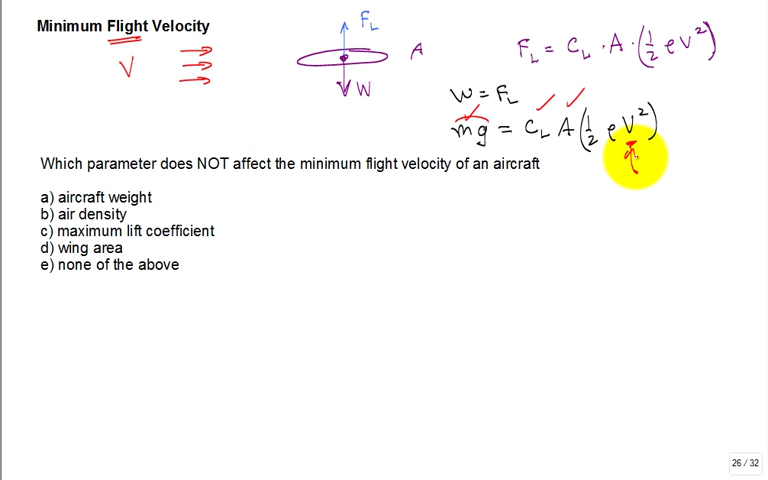 Minimum Flight Velocity
F_L
V
A
W
F_L = C_L · A · (1/2 ρ V²)
W = F_L
mg = C_L A (1/2 ρ V²)
Which parameter does NOT affect the minimum flight velocity of an aircraft
a) aircraft weight
b) air density
c) maximum lift coefficient
d) wing area
e) none of the above
26 / 32